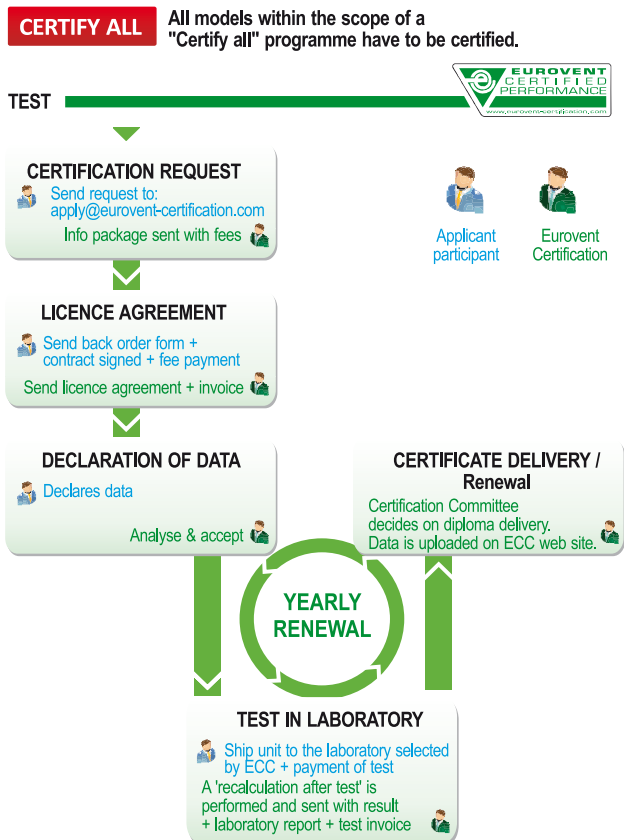 CERTIFY ALL
All models within the scope of a
"Certify all" programme have to be certified.
TEST
EUROVENT
CERTIFIED
PERFORMANCE
www.eurovent-certification.com
CERTIFICATION REQUEST
Send request to:
apply@eurovent-certification.com
Info package sent with fees
Applicant
participant
Eurovent
Certification
LICENCE AGREEMENT
Send back order form +
contract signed + fee payment
Send licence agreement + invoice
DECLARATION OF DATA
Declares data
Analyse & accept
CERTIFICATE DELIVERY /
Renewal
Certification Committee
decides on diploma delivery.
Data is uploaded on ECC web site.
YEARLY
RENEWAL
TEST IN LABORATORY
Ship unit to the laboratory selected
by ECC + payment of test
A 'recalculation after test' is
performed and sent with result
+ laboratory report + test invoice